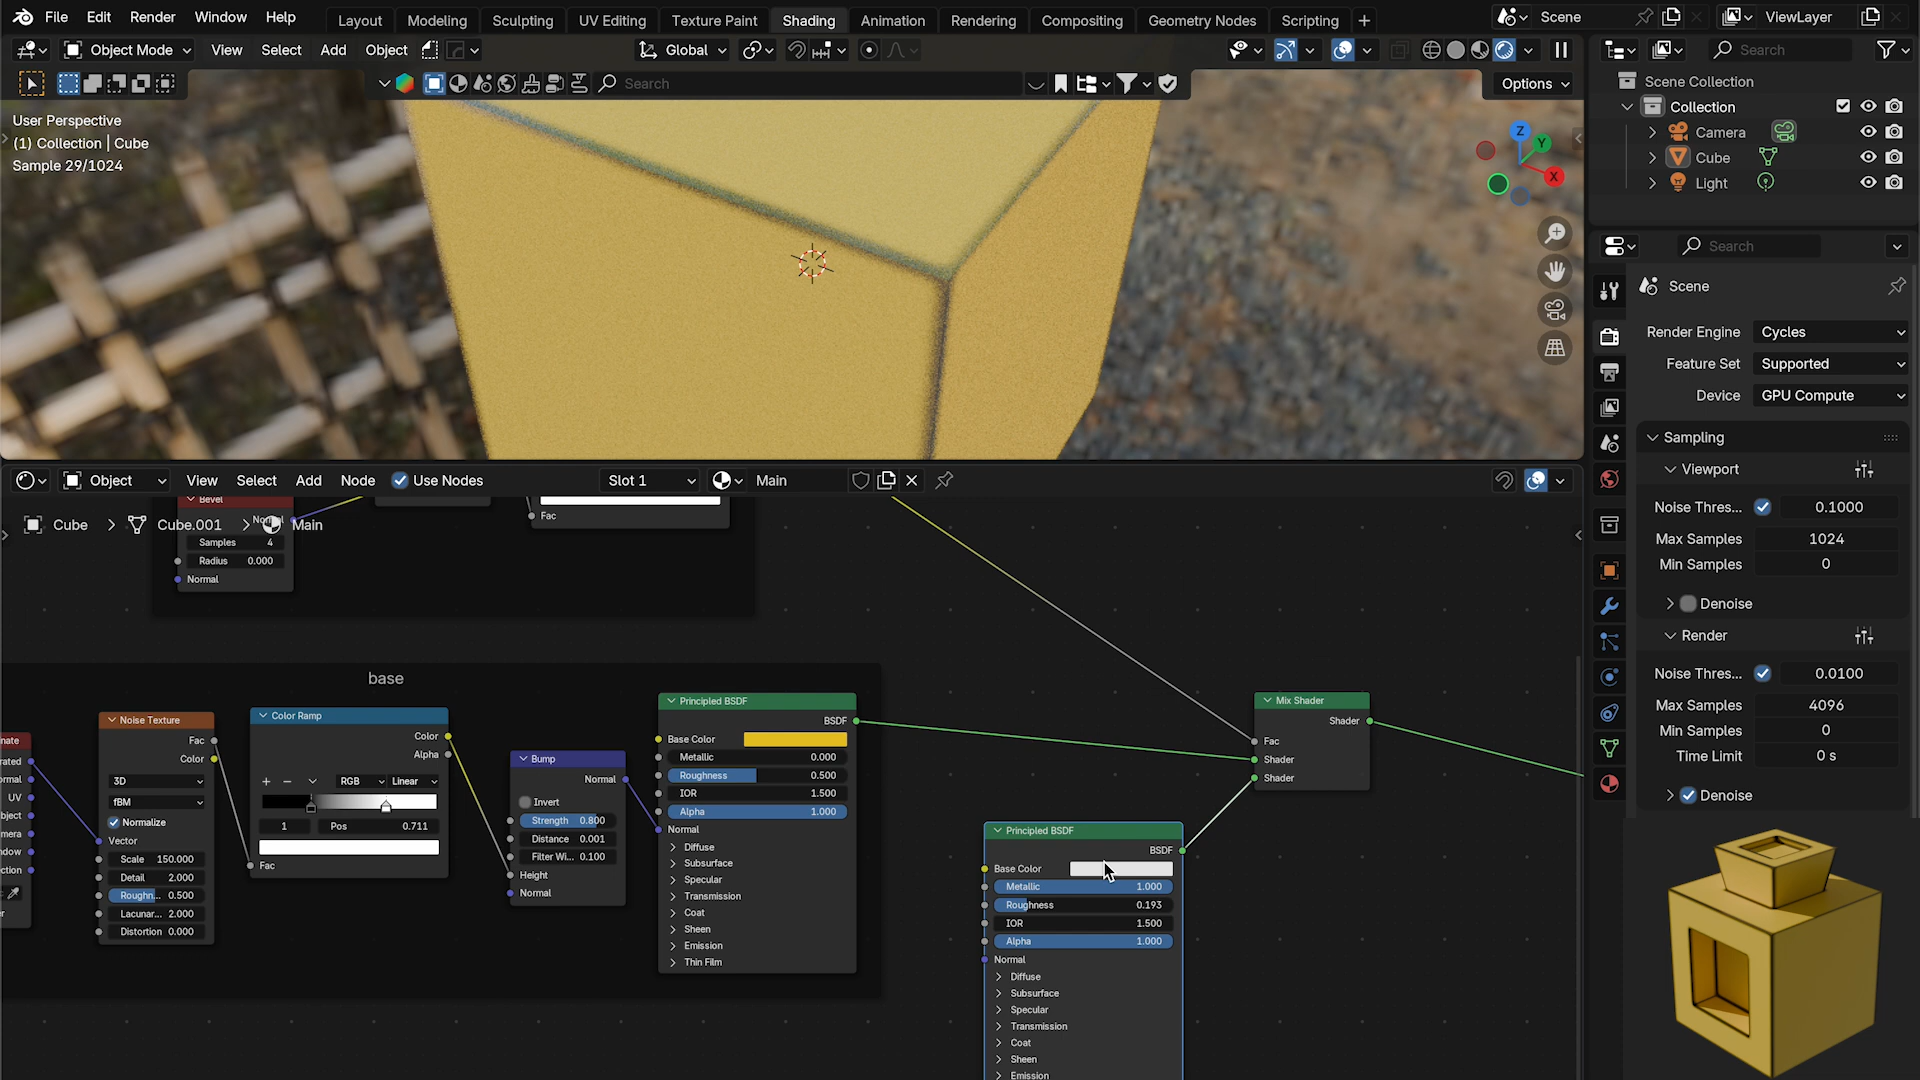 File Edit Render Window Help Layout Modeling Sculpting UV Editing Texture Paint Shading Animation Rendering Compositing Geometry Nodes Scripting + Scene ViewLayer
Object Mode View Select Add Object Global Search
Search Options
User Perspective
(1) Collection | Cube
Sample 29/1024
Z
Y
X
Scene Collection
Collection
Camera
Cube
Light
Search
Scene
Render Engine Cycles
Feature Set Supported
Device GPU Compute
Sampling
Viewport
Noise Thres... 0.1000
Max Samples 1024
Min Samples 0
Denoise
Render
Noise Thres... 0.0100
Max Samples 4096
Min Samples 0
Time Limit 0 s
Denoise
Object View Select Add Node Use Nodes Slot 1 Main
Cube Cube.001 Main
Bevel
Samples 4
Radius 0.000
Normal
Fac
base
Noise Texture
Fac
Color
3D
fBM
Normalize
Vector
Scale 150.000
Detail 2.000
Roughn... 0.500
Lacunar... 2.000
Distortion 0.000
UV
Color Ramp
Color
Alpha
+ − RGB Linear
1 Pos 0.711
Fac
Bump
Normal
Invert
Strength 0.800
Distance 0.001
Filter Wi... 0.100
Height
Normal
Principled BSDF
BSDF
Base Color
Metallic 0.000
Roughness 0.500
IOR 1.500
Alpha 1.000
Normal
Diffuse
Subsurface
Specular
Transmission
Coat
Sheen
Emission
Thin Film
Principled BSDF
BSDF
Base Color
Metallic 1.000
Roughness 0.193
IOR 1.500
Alpha 1.000
Normal
Diffuse
Subsurface
Specular
Transmission
Coat
Sheen
Emission
Mix Shader
Shader
Fac
Shader
Shader